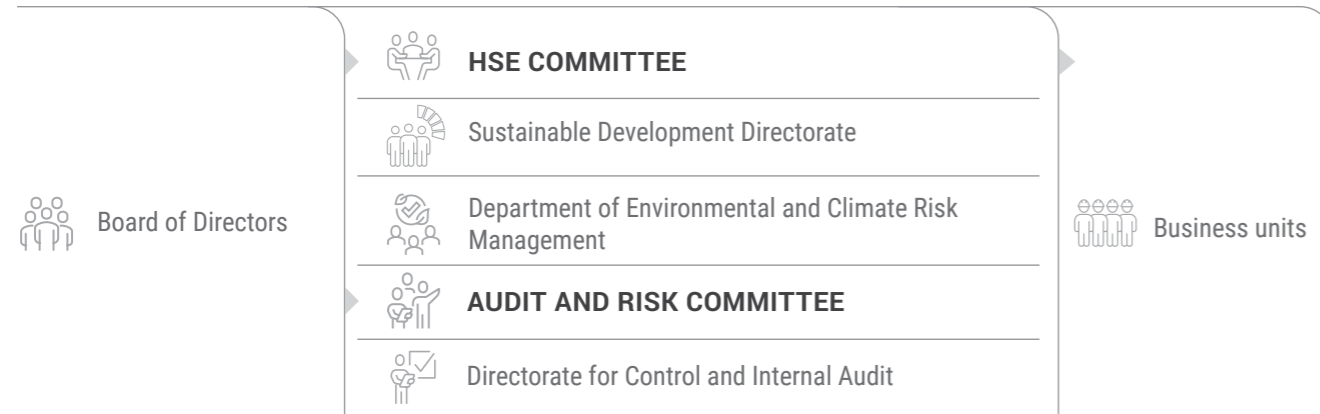 Board of Directors
HSE COMMITTEE
Sustainable Development Directorate
Department of Environmental and Climate Risk
Management
AUDIT AND RISK COMMITTEE
Directorate for Control and Internal Audit
Business units